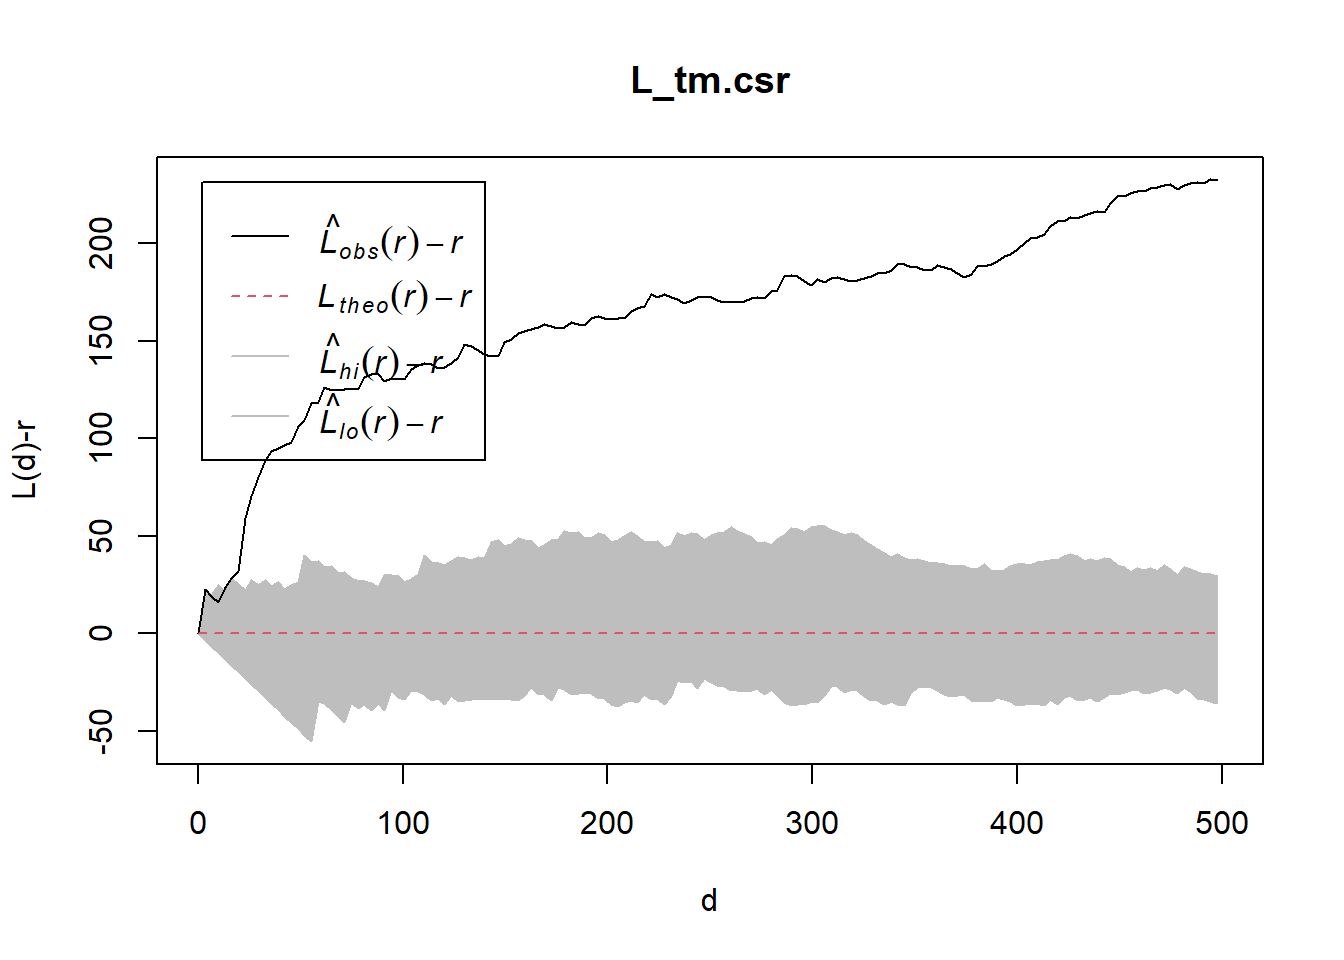 L_tm.csr
L̂obs(r) − r
Ltheo(r) − r
L̂hi(r) − r
L̂lo(r) − r
L(d)-r
200
150
100
50
0
-50
0 100 200 300 400 500
d